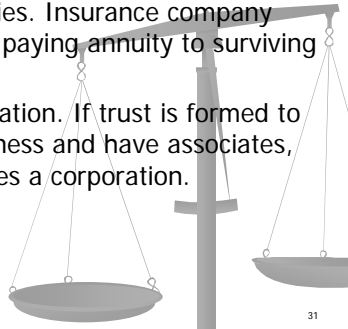 ies. Insurance company
paying annuity to surviving
ation. If trust is formed to
ness and have associates,
es a corporation.
31